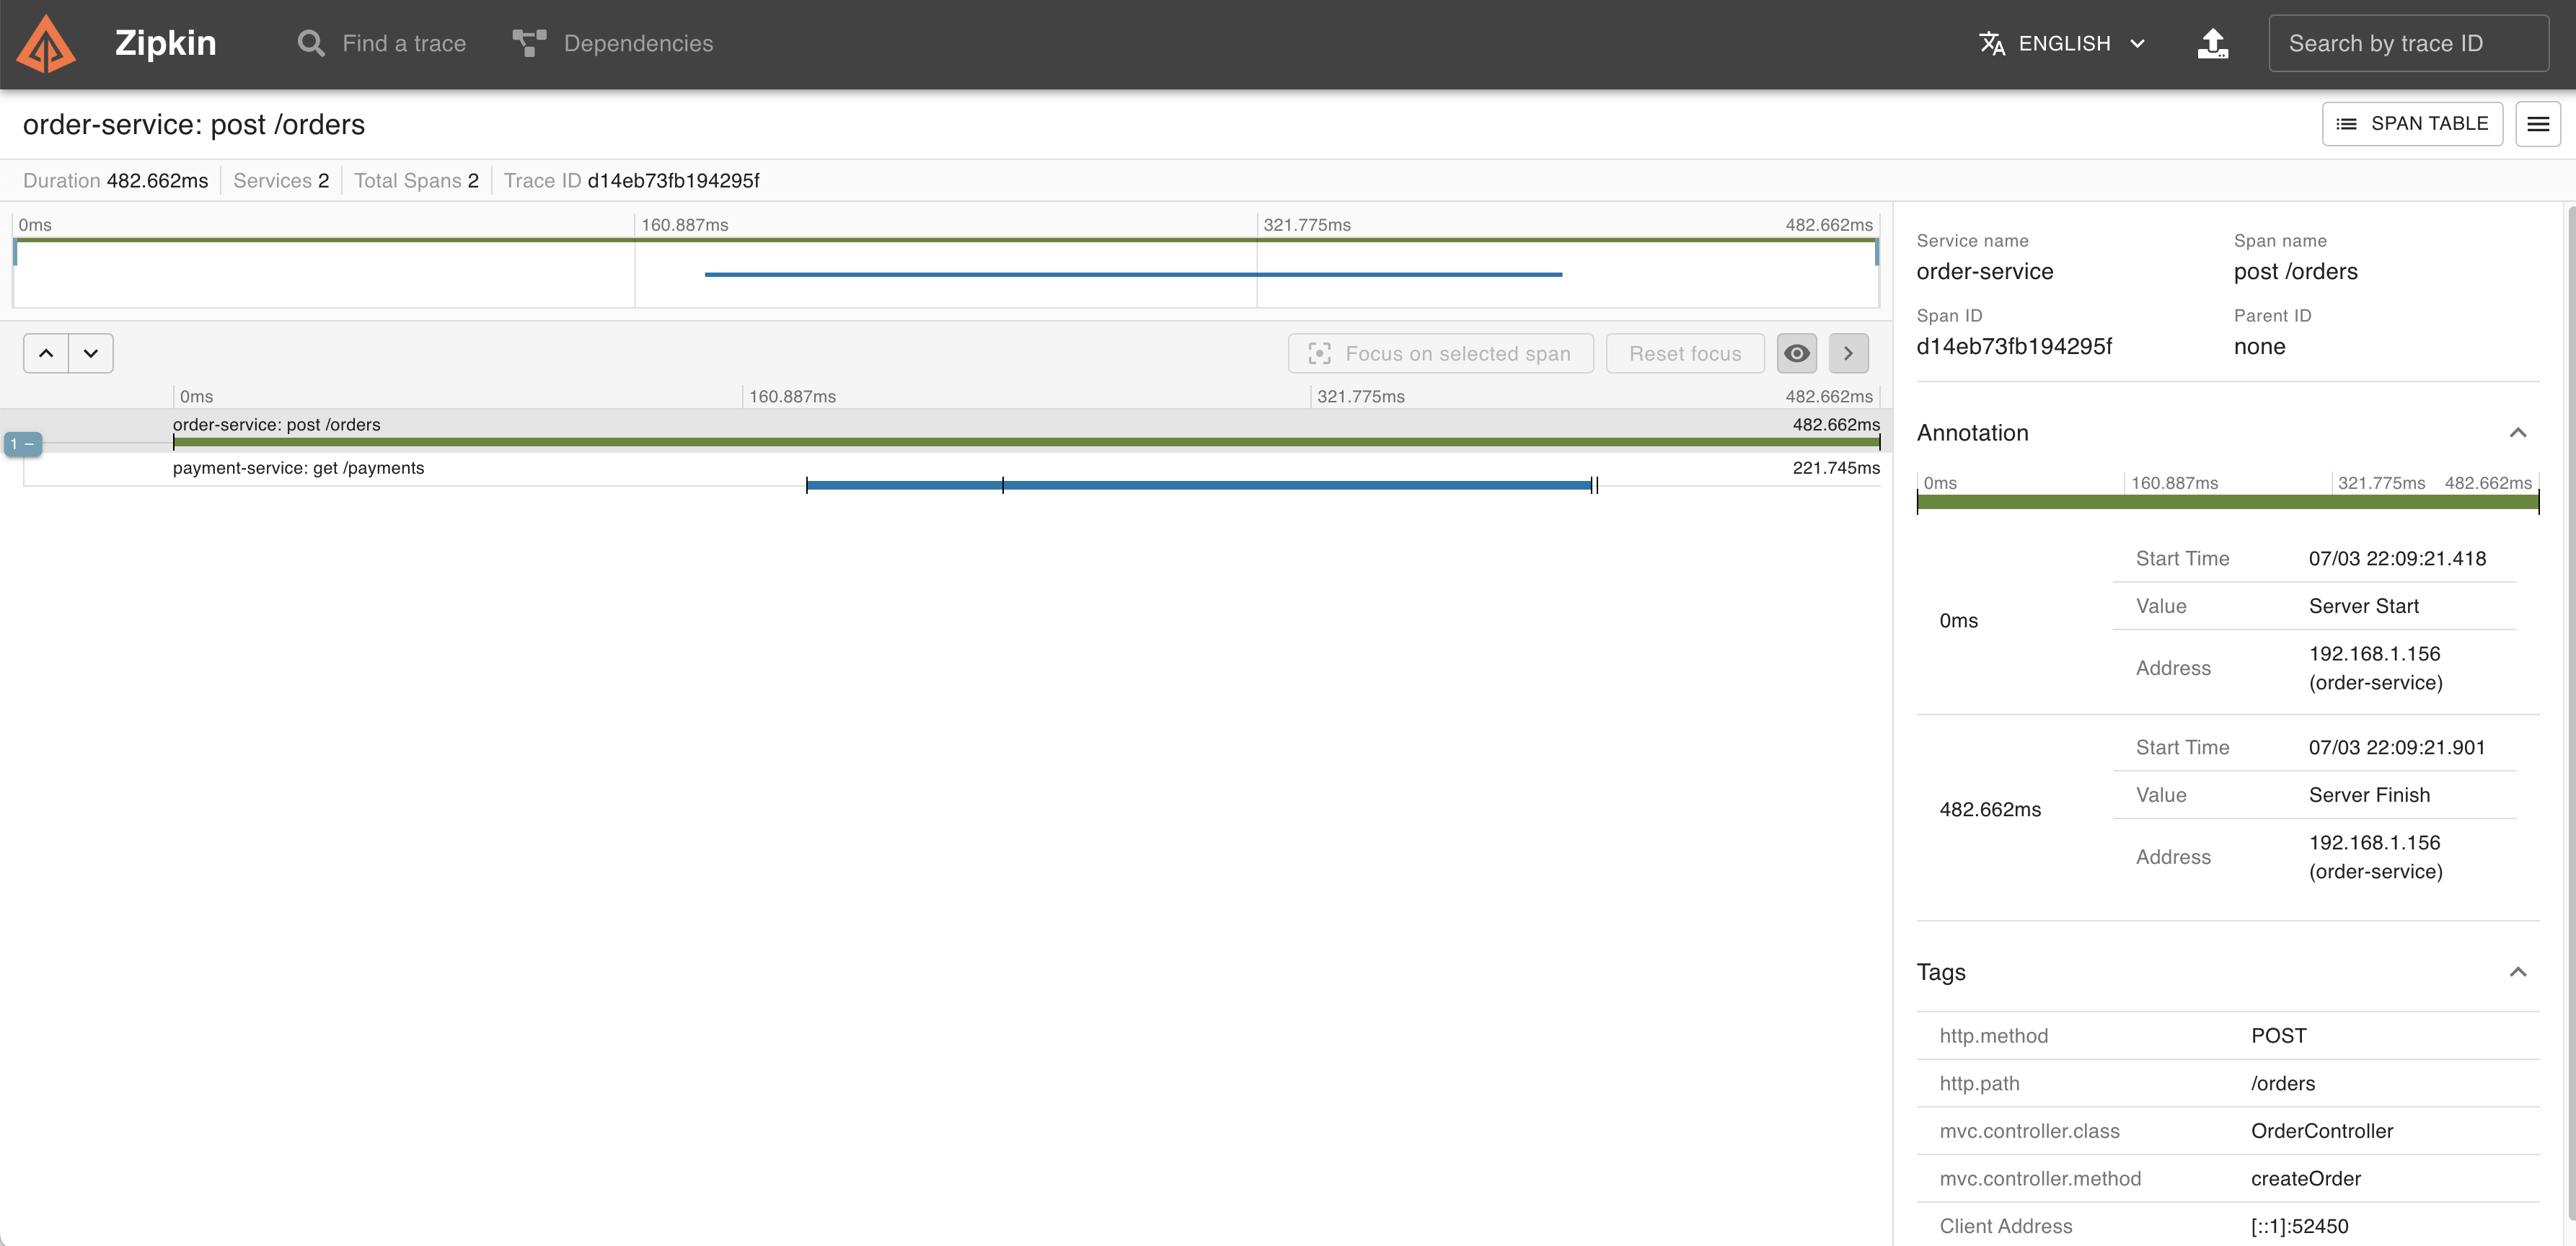 Zipkin
Find a trace
Dependencies
ENGLISH
Search by trace ID
order-service: post /orders
SPAN TABLE
Duration 482.662ms
Services 2
Total Spans 2
Trace ID d14eb73fb194295f
0ms 160.887ms 321.775ms 482.662ms
Focus on selected span
Reset focus
0ms 160.887ms 321.775ms 482.662ms
order-service: post /orders 482.662ms
1 −
payment-service: get /payments 221.745ms
Service name Span name
order-service post /orders
Span ID Parent ID
d14eb73fb194295f none
Annotation
0ms 160.887ms 321.775ms 482.662ms
0ms
Start Time 07/03 22:09:21.418
Value Server Start
Address 192.168.1.156
(order-service)
482.662ms
Start Time 07/03 22:09:21.901
Value Server Finish
Address 192.168.1.156
(order-service)
Tags
http.method POST
http.path /orders
mvc.controller.class OrderController
mvc.controller.method createOrder
Client Address [::1]:52450